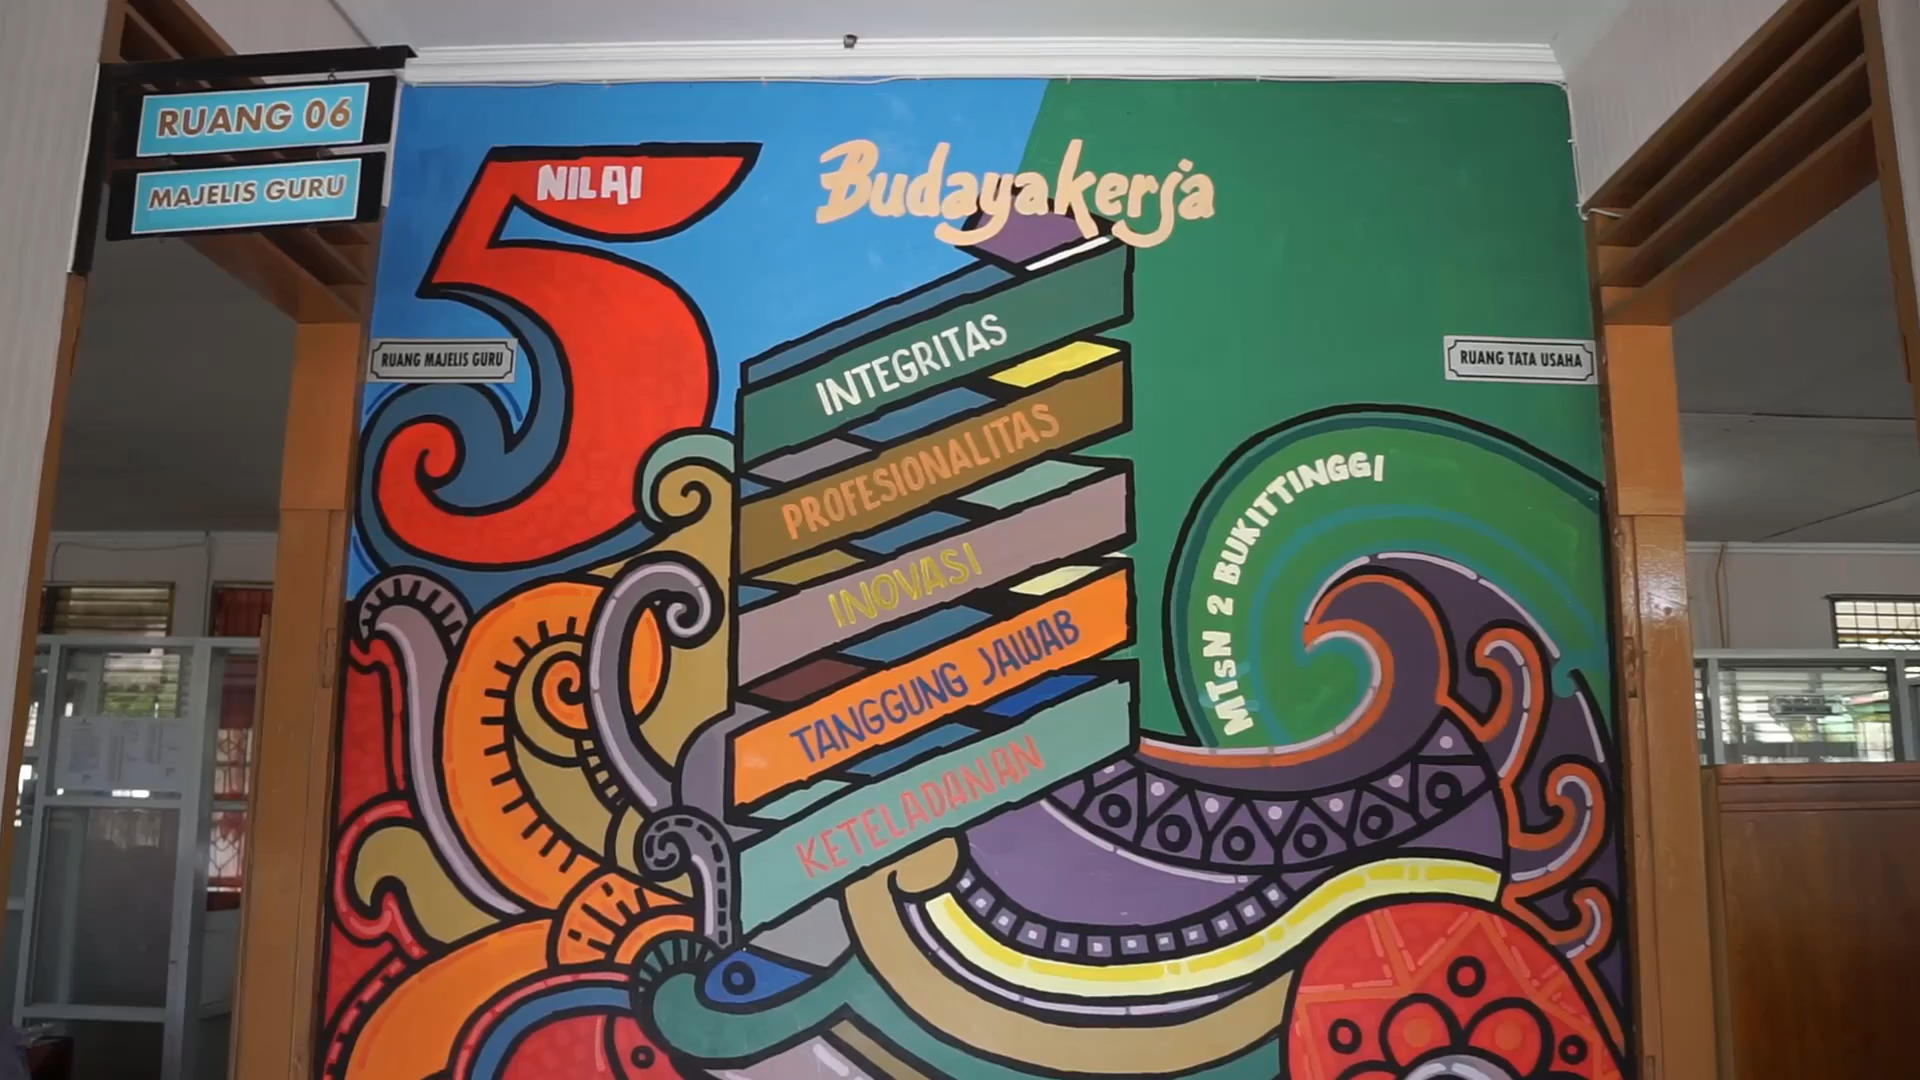 RUANG 06
MAJELIS GURU
5
NILAI
Budayakerja
RUANG MAJELIS GURU
RUANG TATA USAHA
INTEGRITAS
PROFESIONALITAS
INOVASI
TANGGUNG JAWAB
KETELADANAN
MTsN 2 BUKITTINGGI